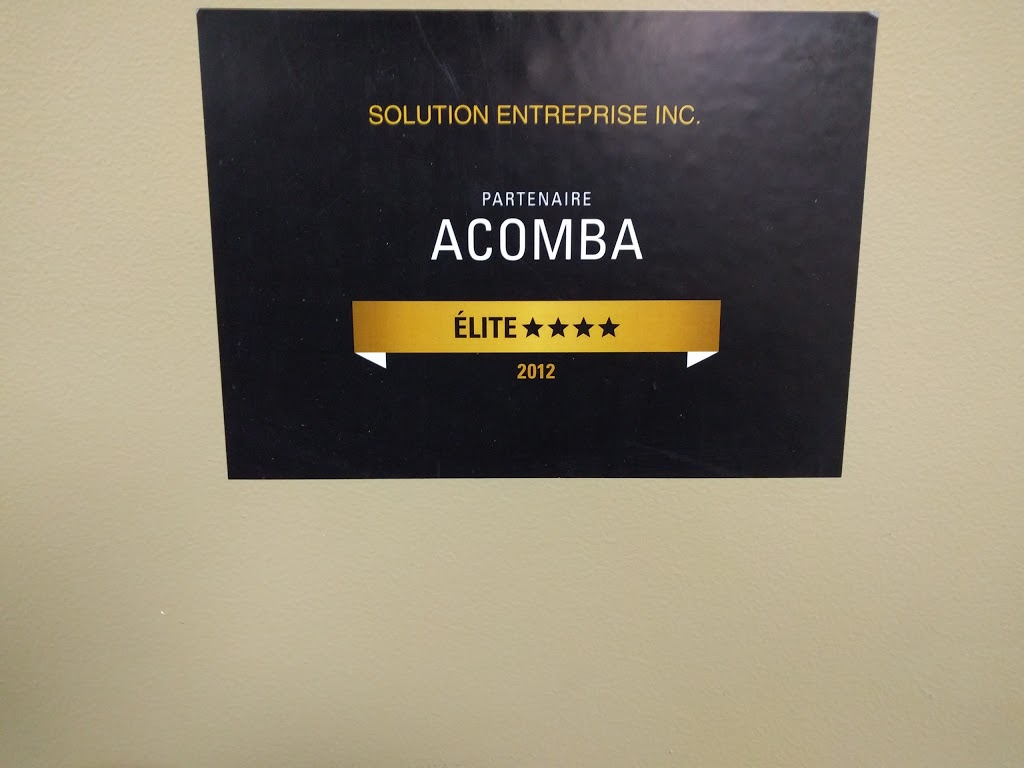 SOLUTION ENTREPRISE INC.
PARTENAIRE
ACOMBA
ÉLITE★★★★
2012